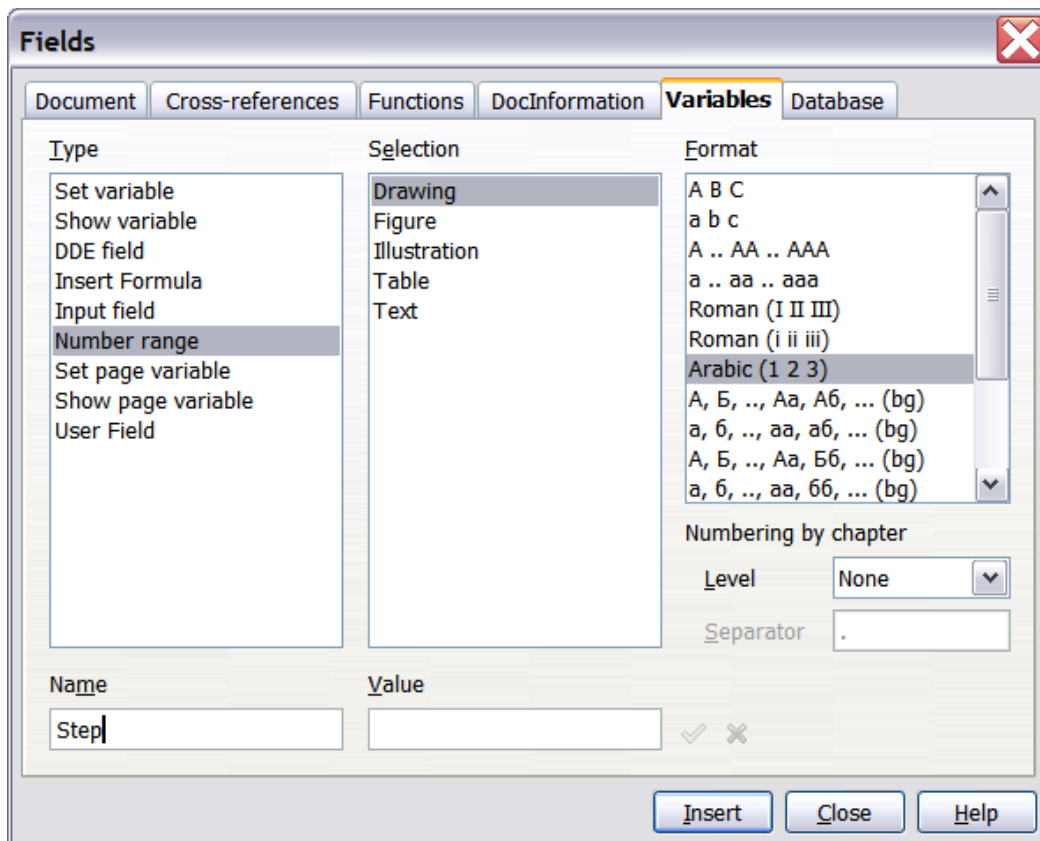 Fields
Document Cross-references Functions DocInformation Variables Database
Type
Set variable
Show variable
DDE field
Insert Formula
Input field
Number range
Set page variable
Show page variable
User Field
Selection
Drawing
Figure
Illustration
Table
Text
Format
A B C
a b c
A .. AA .. AAA
a .. aa .. aaa
Roman (I II III)
Roman (i ii iii)
Arabic (1 2 3)
А, Б, .., Аа, Аб, ... (bg)
а, б, .., аа, аб, ... (bg)
А, Б, .., Аа, Бб, ... (bg)
а, б, .., аа, бб, ... (bg)
Numbering by chapter
Level None
Separator .
Name
Step
Value
Insert Close Help